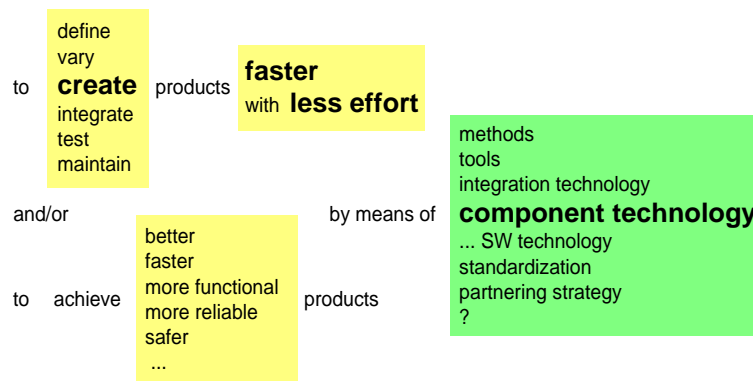 define
vary
to create products faster
integrate with less effort
test
maintain
and/or by means of
methods
tools
integration technology
component technology
... SW technology
standardization
partnering strategy
?
better
faster
more functional
to achieve more reliable products
safer
...